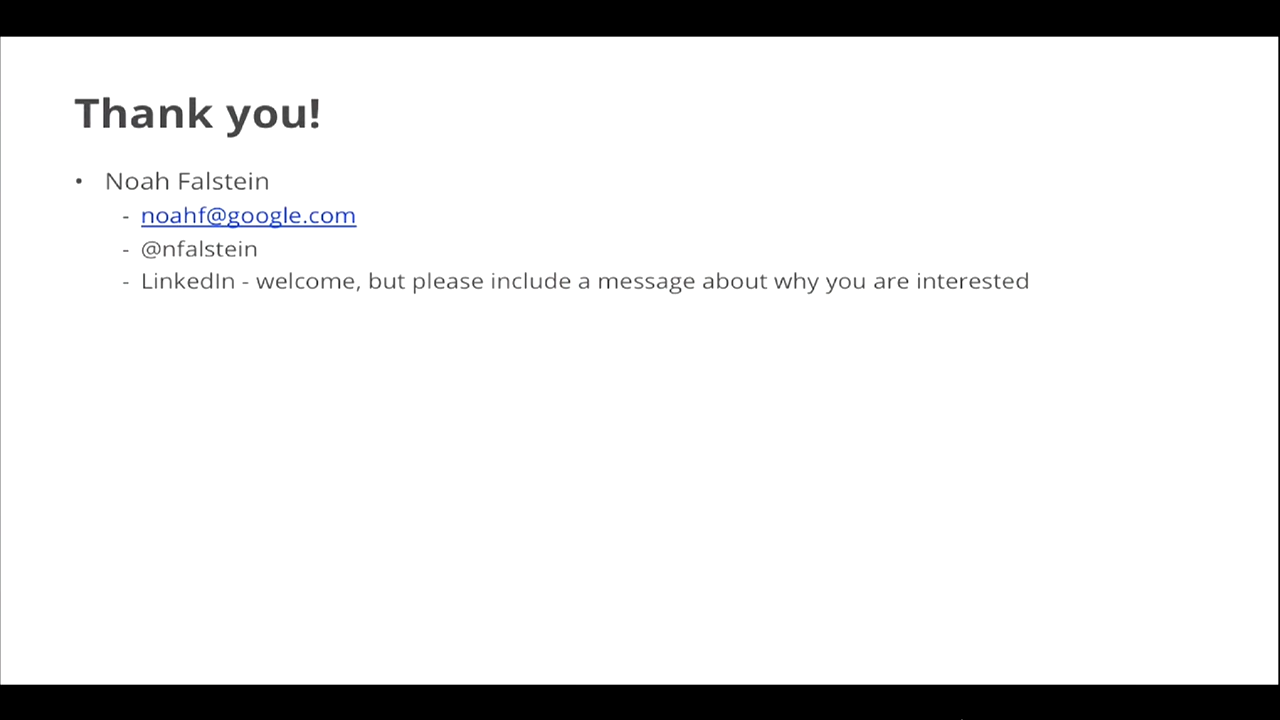 Thank you!
• Noah Falstein
- noahf@google.com
- @nfalstein
- LinkedIn - welcome, but please include a message about why you are interested